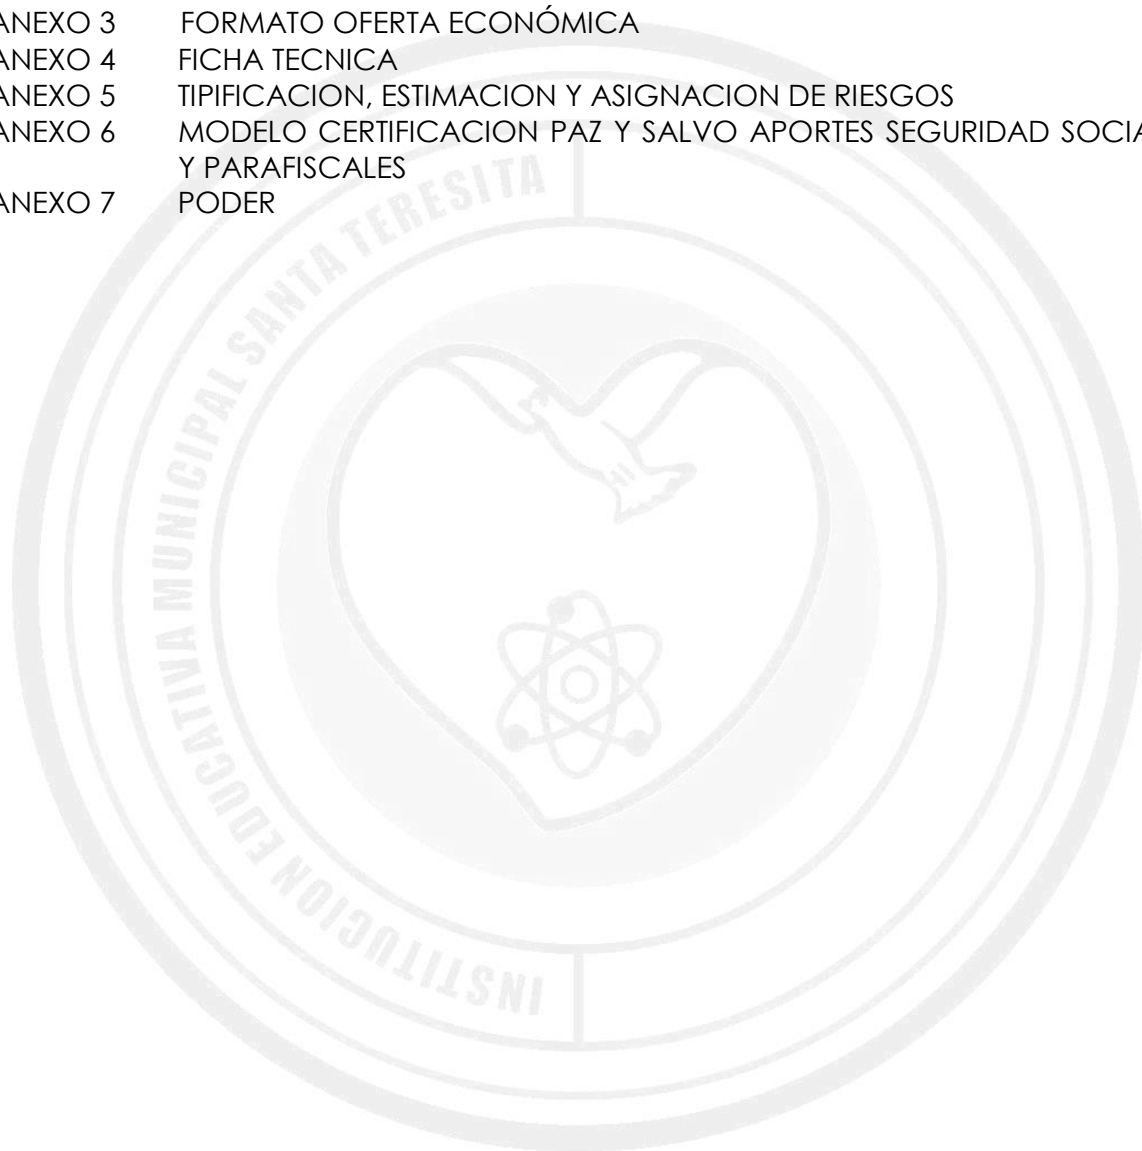 ANEXO 3 FORMATO OFERTA ECONÓMICA
ANEXO 4 FICHA TECNICA
ANEXO 5 TIPIFICACION, ESTIMACION Y ASIGNACION DE RIESGOS
ANEXO 6 MODELO CERTIFICACION PAZ Y SALVO APORTES SEGURIDAD SOCIA
Y PARAFISCALES
ANEXO 7 PODER
INSTITUCION EDUCATIVA MUNICIPAL SANTA TERESITA